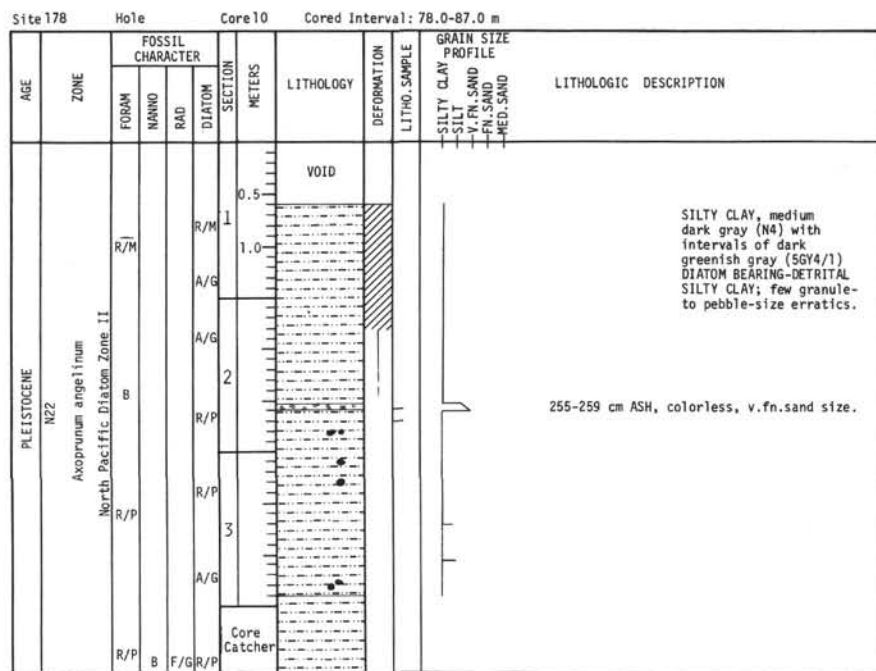 Site 178 Hole Core 10 Cored Interval: 78.0-87.0 m
AGE
ZONE
FOSSIL
CHARACTER
FORAM
NANNO
RAD
DIATOM
SECTION
METERS
LITHOLOGY
DEFORMATION
LITHO.SAMPLE
GRAIN SIZE
PROFILE
SILTY CLAY
SILT
V.FN.SAND
FN.SAND
MED.SAND
LITHOLOGIC DESCRIPTION
PLEISTOCENE
N22
Axoprunum angelinum
North Pacific Diatom Zone II
R/M
B
R/P
R/P
B
F/G
R/M
A/G
A/G
R/P
R/P
A/G
R/P
1
2
3
0.5
1.0
VOID
Core
Catcher
SILTY CLAY, medium
dark gray (N4) with
intervals of dark
greenish gray (5GY4/1)
DIATOM BEARING-DETRITAL
SILTY CLAY; few granule-
to pebble-size erratics.
255-259 cm ASH, colorless, v.fn.sand size.